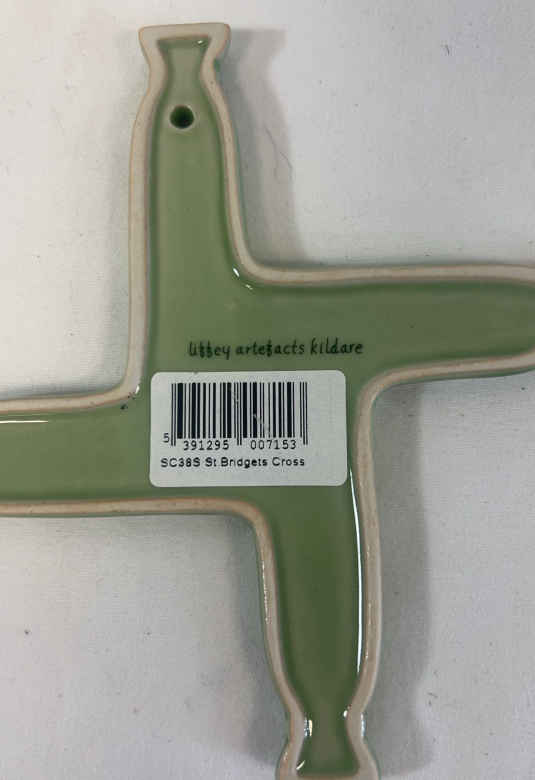 liffey artefacts kildare
5 391295 007153
SC38S St.Bridgets Cross